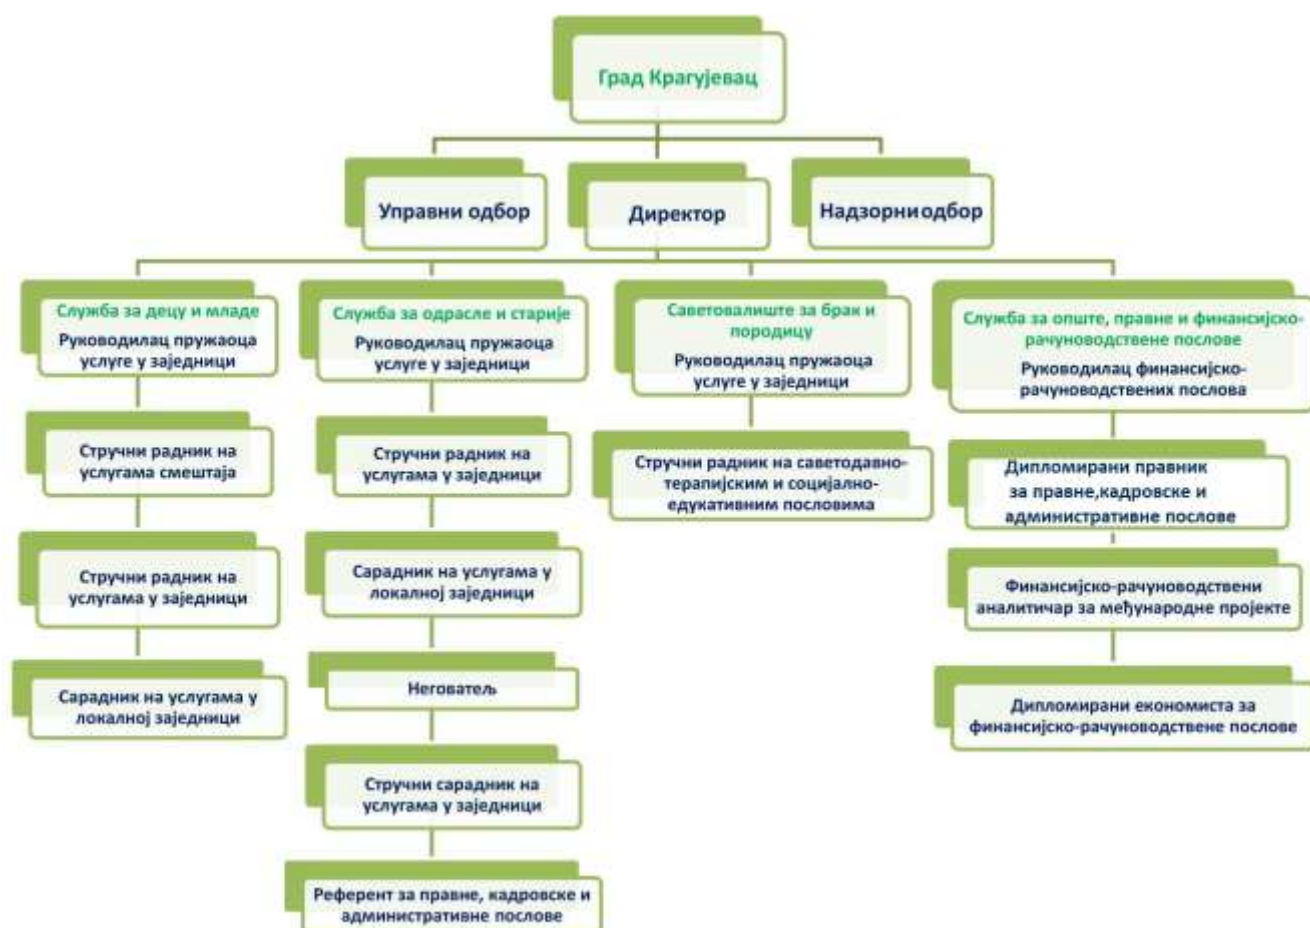 Град Крагујевац
Управни одбор
Директор
Надзорниодбор
Служба за децу и младе
Руководилац пружаоца
услуге у заједници
Стручни радник на
услугама смештаја
Стручни радник на
услугама у заједници
Сарадник на услугама у
локалној заједници
Служба за одрасле и старије
Руководилац пружаоца
услуге у заједници
Стручни радник на
услугама у заједници
Сарадник на услугама у
локалној заједници
Неговатељ
Стручни сарадник на
услугама у заједници
Референт за правне, кадровске и
административне послове
Саветовалиште за брак и
породицу
Руководилац пружаоца
услуге у заједници
Стручни радник на саветодавно-
терапијским и социјално-
едукативним пословима
Служба за опште, правне и финансијско-
рачуноводствене послове
Руководилац финансијско-
рачуноводствених послова
Дипломирани правник
за правне,кадровске и
административне послове
Финансијско-рачуноводствени
аналитичар за међународне пројекте
Дипломирани економиста за
финансијско-рачуноводствене послове